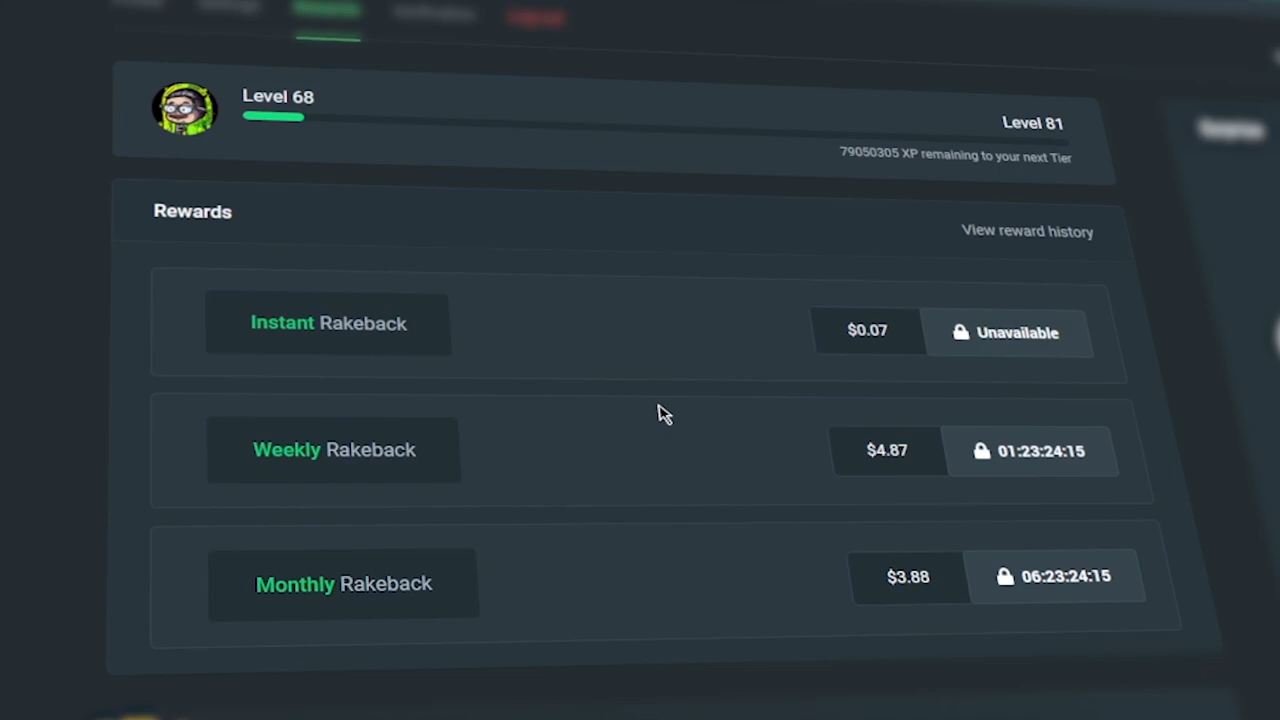 Level 68
Level 81
79050305 XP remaining to your next Tier
Rewards
View reward history
Instant Rakeback
$0.07
Unavailable
Weekly Rakeback
$4.87
01:23:24:15
Monthly Rakeback
$3.88
06:23:24:15